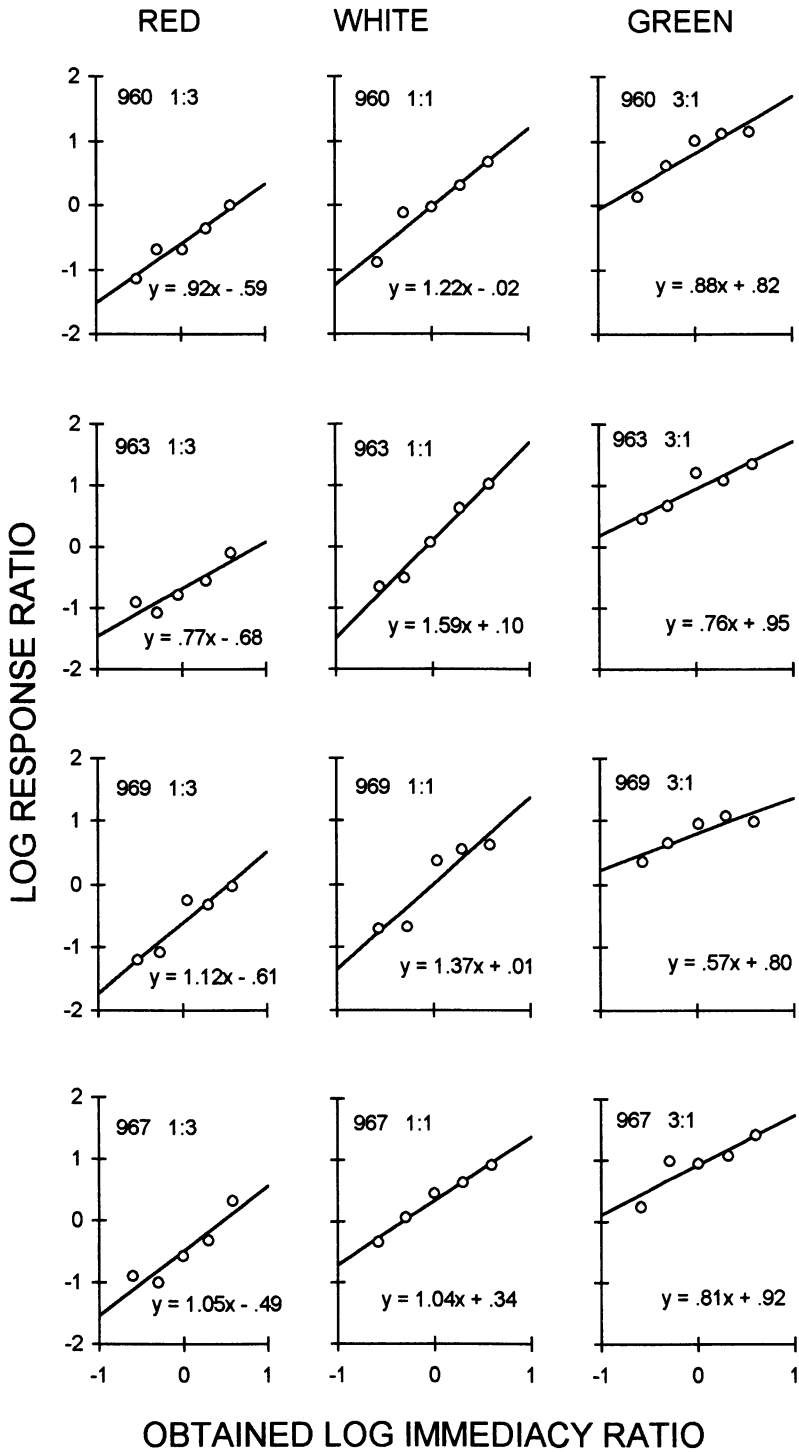 RED WHITE GREEN
2
960 1:3
960 1:1
960 3:1
1
0
-1
y = .92x - .59
y = 1.22x - .02
y = .88x + .82
-2
2
963 1:3
963 1:1
963 3:1
1
0
-1
y = .77x - .68
y = 1.59x + .10
y = .76x + .95
-2
LOG RESPONSE RATIO
2
969 1:3
969 1:1
969 3:1
1
0
-1
y = 1.12x - .61
y = 1.37x + .01
y = .57x + .80
-2
2
967 1:3
967 1:1
967 3:1
1
0
-1
y = 1.05x - .49
y = 1.04x + .34
y = .81x + .92
-2
-1 0 1
-1 0 1
-1 0 1
OBTAINED LOG IMMEDIACY RATIO